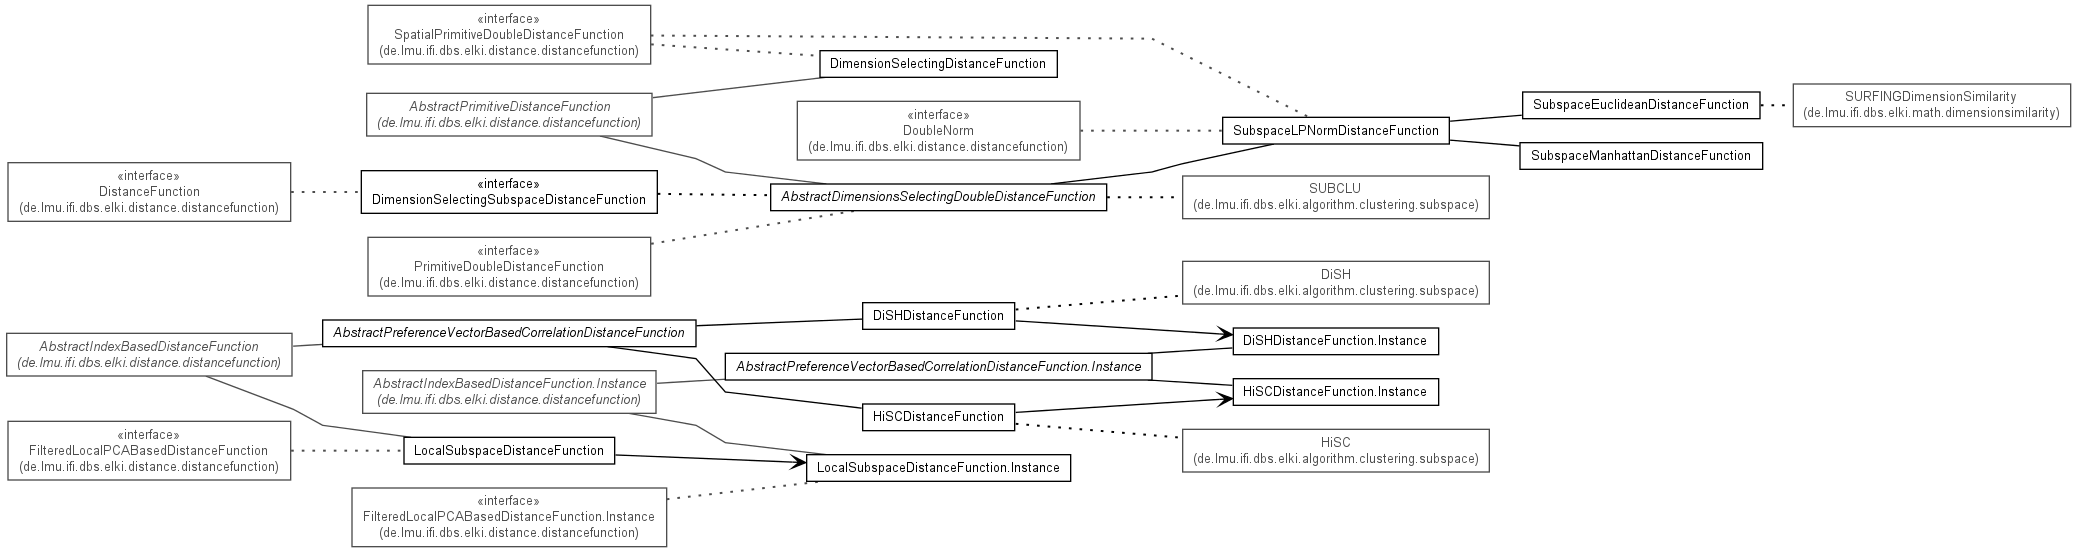 «interface»
SpatialPrimitiveDoubleDistanceFunction
(de.lmu.ifi.dbs.elki.distance.distancefunction)
DimensionSelectingDistanceFunction
AbstractPrimitiveDistanceFunction
(de.lmu.ifi.dbs.elki.distance.distancefunction)
«interface»
DoubleNorm
(de.lmu.ifi.dbs.elki.distance.distancefunction)
SubspaceLPNormDistanceFunction
SubspaceEuclideanDistanceFunction
SURFINGDimensionSimilarity
(de.lmu.ifi.dbs.elki.math.dimensionsimilarity)
SubspaceManhattanDistanceFunction
«interface»
DistanceFunction
(de.lmu.ifi.dbs.elki.distance.distancefunction)
«interface»
DimensionSelectingSubspaceDistanceFunction
AbstractDimensionsSelectingDoubleDistanceFunction
SUBCLU
(de.lmu.ifi.dbs.elki.algorithm.clustering.subspace)
«interface»
PrimitiveDoubleDistanceFunction
(de.lmu.ifi.dbs.elki.distance.distancefunction)
DiSH
(de.lmu.ifi.dbs.elki.algorithm.clustering.subspace)
AbstractIndexBasedDistanceFunction
(de.lmu.ifi.dbs.elki.distance.distancefunction)
AbstractPreferenceVectorBasedCorrelationDistanceFunction
DiSHDistanceFunction
DiSHDistanceFunction.Instance
AbstractIndexBasedDistanceFunction.Instance
(de.lmu.ifi.dbs.elki.distance.distancefunction)
AbstractPreferenceVectorBasedCorrelationDistanceFunction.Instance
HiSCDistanceFunction.Instance
HiSCDistanceFunction
HiSC
(de.lmu.ifi.dbs.elki.algorithm.clustering.subspace)
«interface»
FilteredLocalPCABasedDistanceFunction
(de.lmu.ifi.dbs.elki.distance.distancefunction)
LocalSubspaceDistanceFunction
LocalSubspaceDistanceFunction.Instance
«interface»
FilteredLocalPCABasedDistanceFunction.Instance
(de.lmu.ifi.dbs.elki.distance.distancefunction)